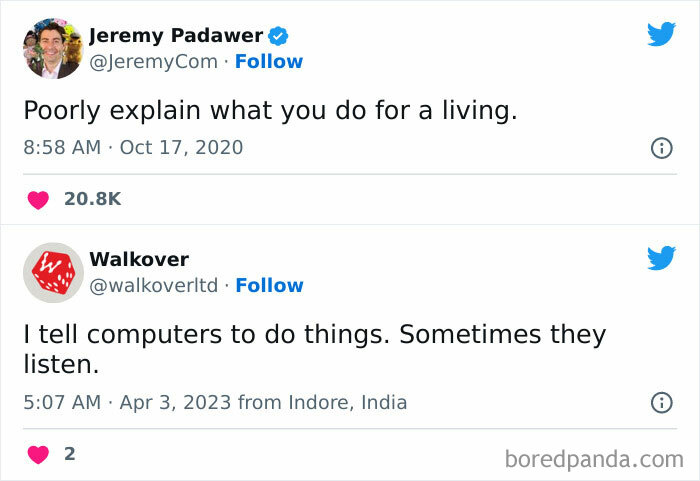 Jeremy Padawer
@JeremyCom · Follow
Poorly explain what you do for a living.
8:58 AM · Oct 17, 2020
20.8K
W
Walkover
@walkoverltd · Follow
I tell computers to do things. Sometimes they
listen.
5:07 AM · Apr 3, 2023 from Indore, India
2
boredpanda.com